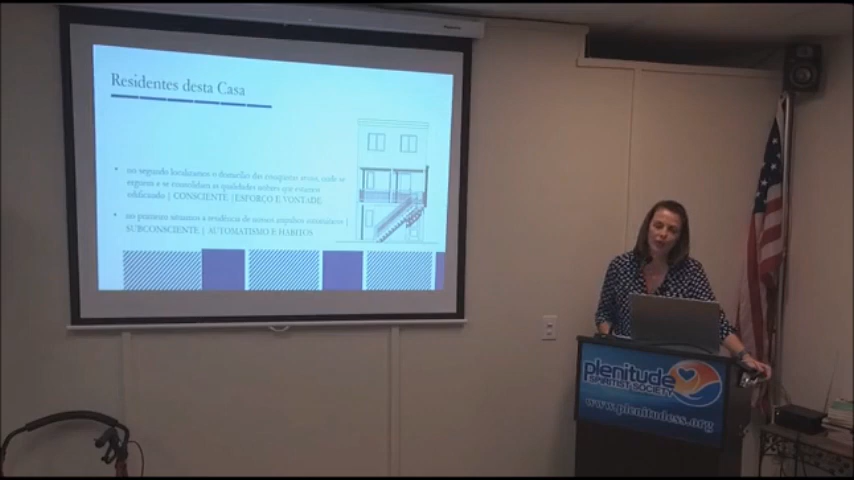 Residentes desta Casa
no segundo localizamos o domicílio das conquistas atuais, onde se
erguem e se consolidam as qualidades nobres que estamos
edificando | CONSCIENTE | ESFORÇO E VONTADE
no primeiro situamos a residência de nossos impulsos automáticos |
SUBCONSCIENTE | AUTOMATISMO E HÁBITOS
plenitude
SPIRITIST SOCIETY
www.plenitudess.org